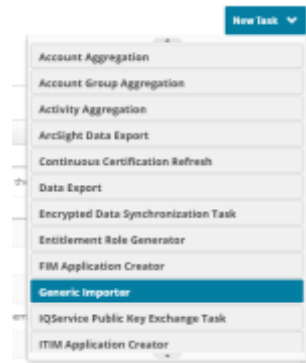 New Task
Account Aggregation
Account Group Aggregation
Activity Aggregation
ArcSight Data Export
Continuous Certification Refresh
Data Export
Encrypted Data Synchronization Task
Entitlement Role Generator
FIM Application Creator
Generic Importer
IQService Public Key Exchange Task
ITIM Application Creator